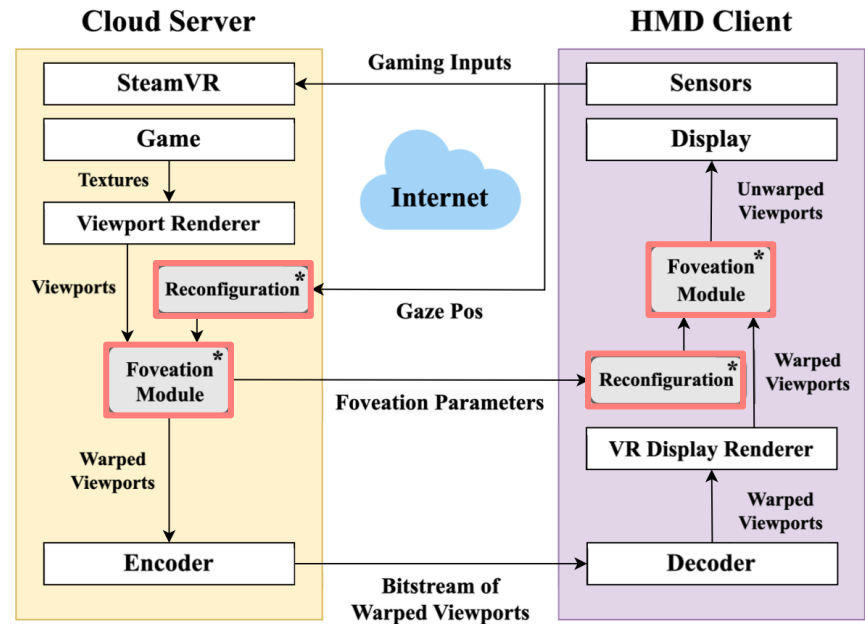 Cloud Server
HMD Client
SteamVR
Gaming Inputs
Sensors
Game
Display
Textures
Internet
Unwarped
Viewports
Viewport Renderer
Viewports
Reconfiguration*
Gaze Pos
Foveation*
Module
Foveation*
Module
Foveation Parameters
Reconfiguration*
Warped
Viewports
Warped
Viewports
VR Display Renderer
Warped
Viewports
Encoder
Bitstream of
Warped Viewports
Decoder